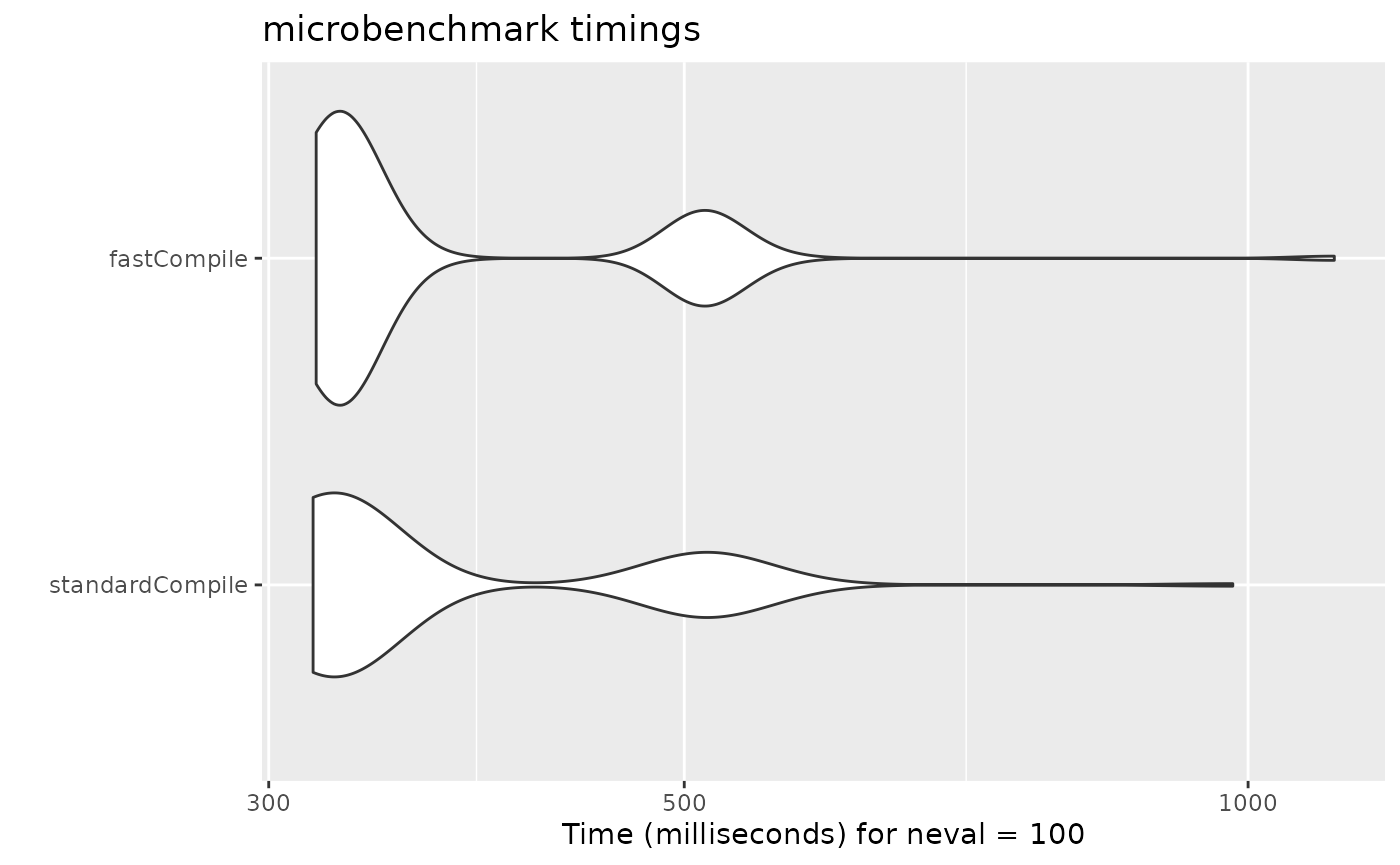 microbenchmark timings
fastCompile
standardCompile
300 500 1000
Time (milliseconds) for neval = 100